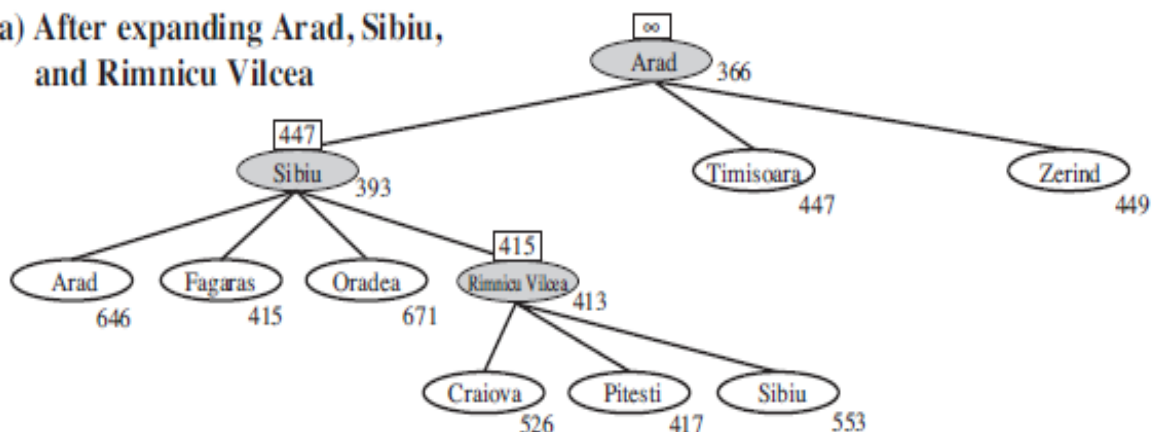 a) After expanding Arad, Sibiu,
and Rimnicu Vilcea
∞
Arad
366
447
Sibiu
393
Timisoara
447
Zerind
449
Arad
646
Fagaras
415
Oradea
671
415
Rimnicu Vilcea
413
Craiova
526
Pitesti
417
Sibiu
553